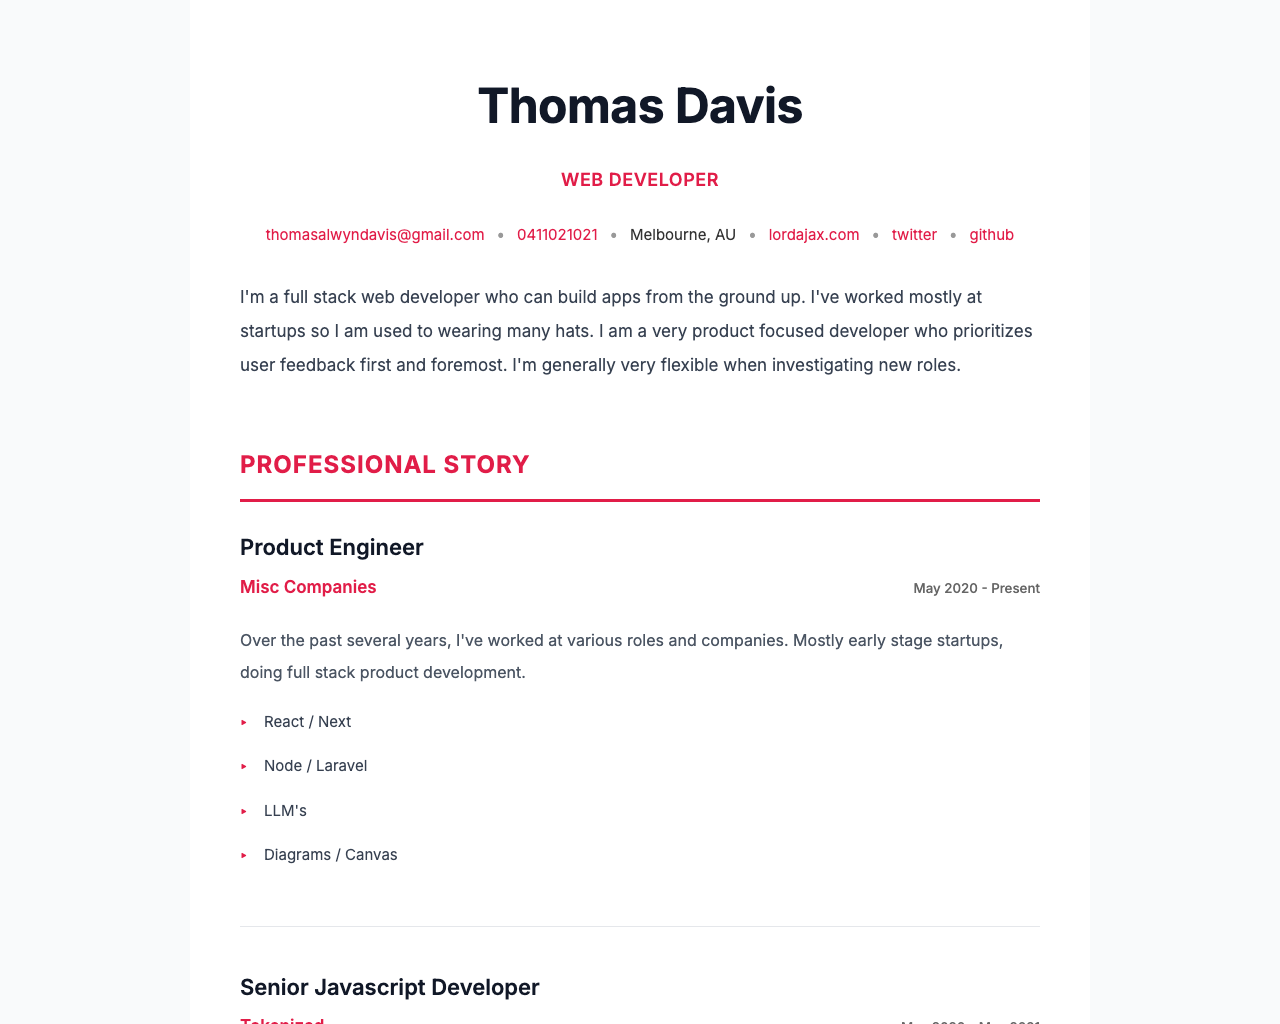 Thomas Davis
WEB DEVELOPER
thomasalwyndavis@gmail.com • 0411021021 • Melbourne, AU • lordajax.com • twitter • github
I'm a full stack web developer who can build apps from the ground up. I've worked mostly at
startups so I am used to wearing many hats. I am a very product focused developer who prioritizes
user feedback first and foremost. I'm generally very flexible when investigating new roles.
PROFESSIONAL STORY
Product Engineer
Misc Companies May 2020 - Present
Over the past several years, I've worked at various roles and companies. Mostly early stage startups,
doing full stack product development.
▸ React / Next
▸ Node / Laravel
▸ LLM's
▸ Diagrams / Canvas
Senior Javascript Developer
Tokenized